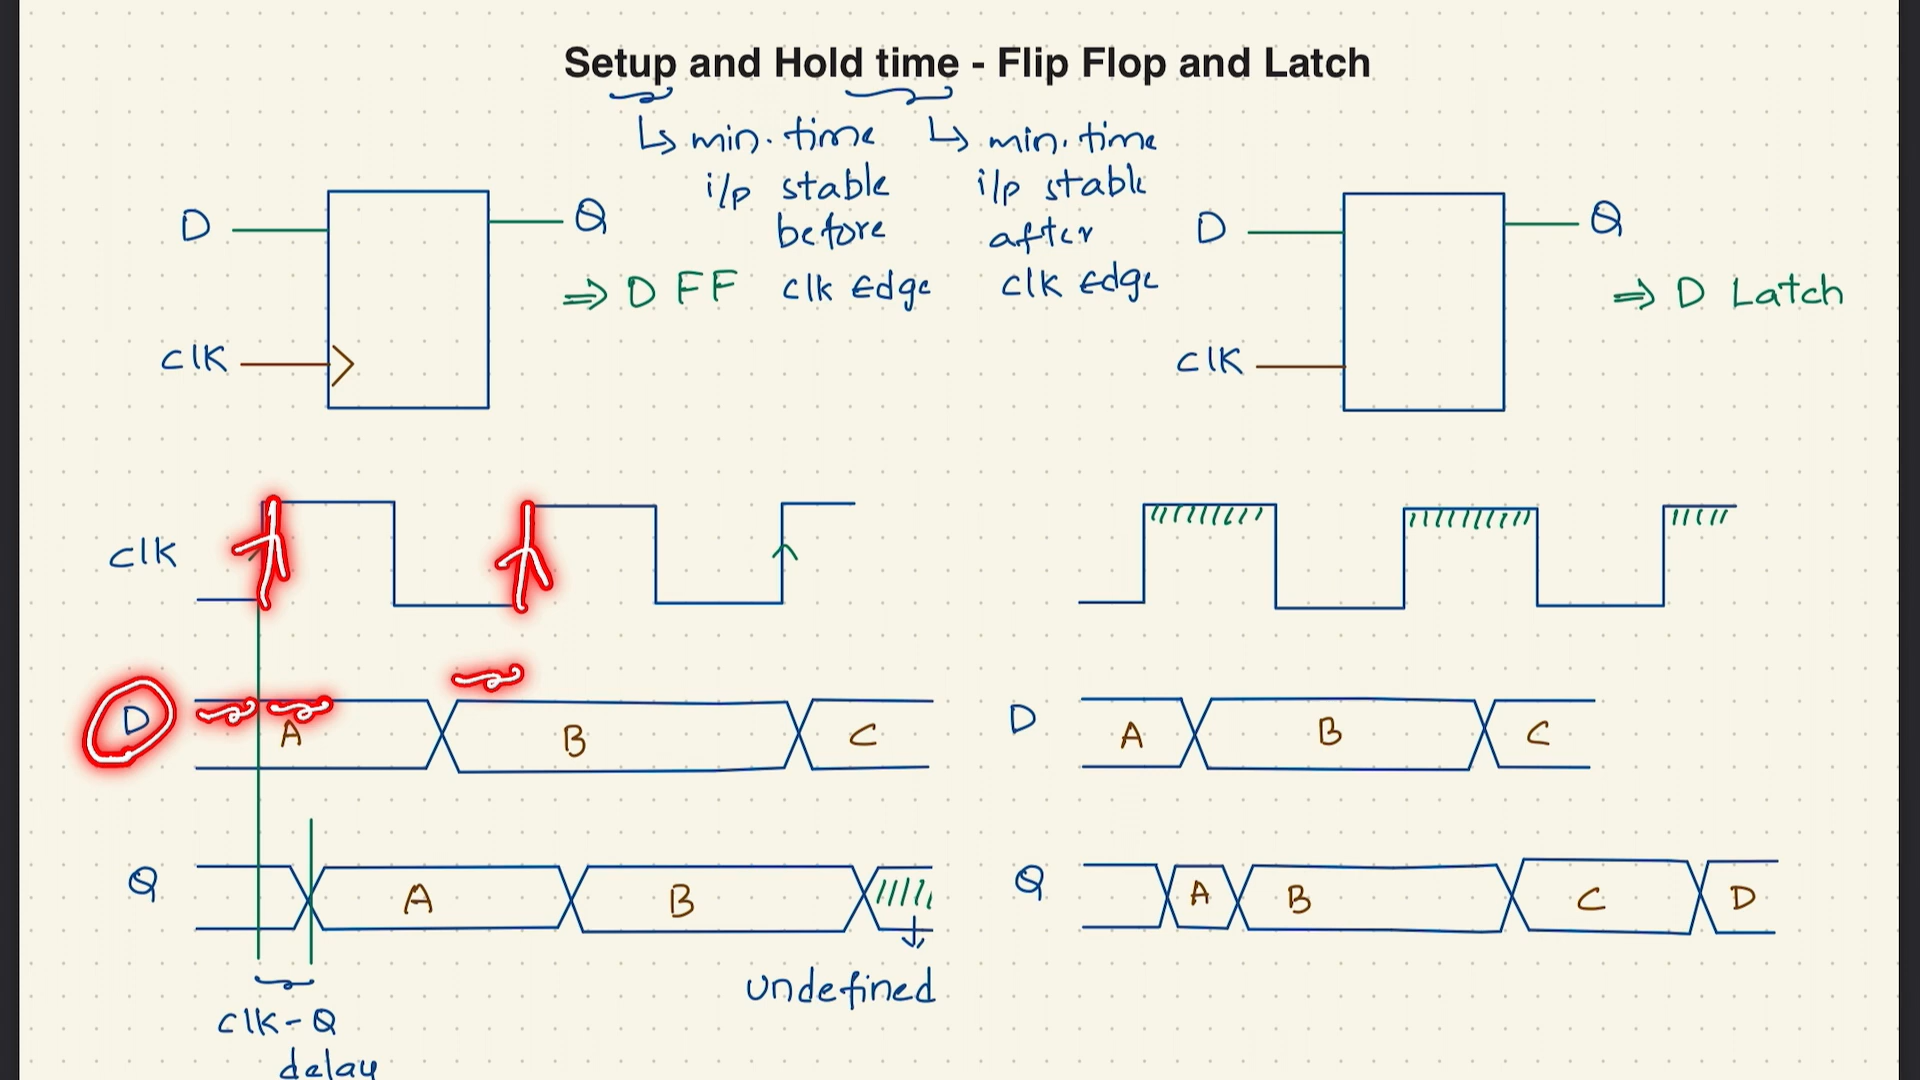 Setup and Hold time - Flip Flop and Latch
↳ min. time
i/p stable
before
clk Edge
↳ min. time
i/p stable
after
clk edge
D
Q
⇒ D FF
clk
D
Q
⇒ D Latch
clk
clk
D
A
B
C
Q
A
B
undefined
clk-Q
delay
D
A
B
C
Q
A
B
C
D